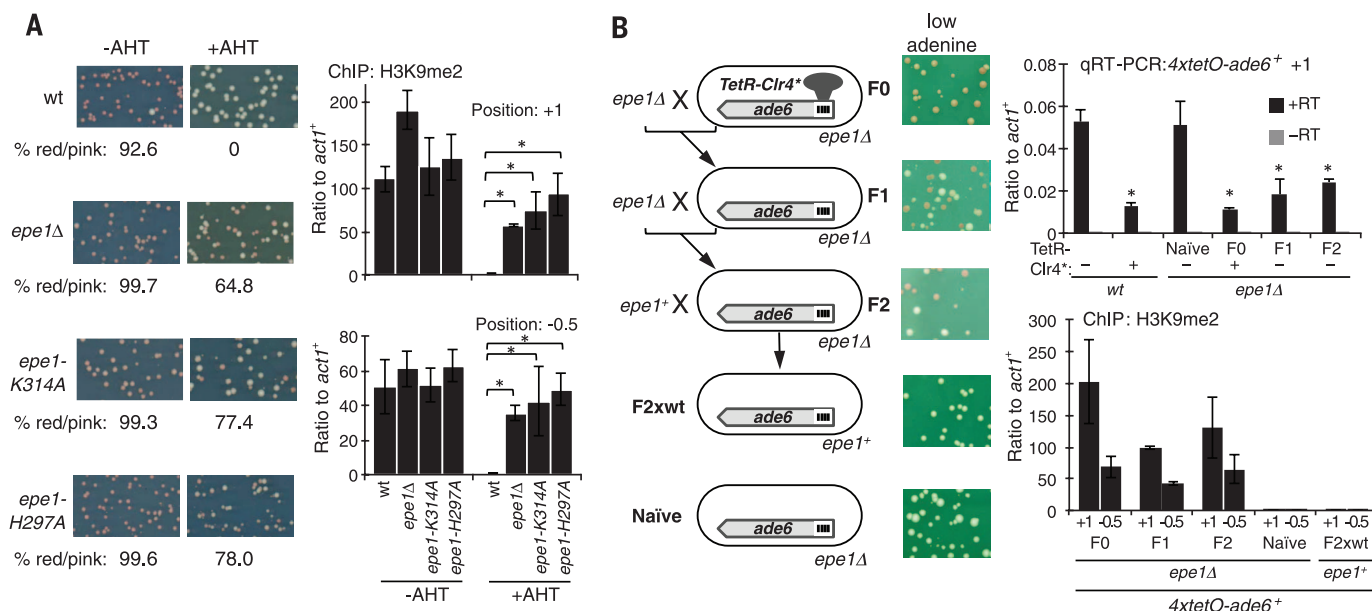 A
-AHT +AHT
wt
% red/pink: 92.6 0
epe1Δ
% red/pink: 99.7 64.8
epe1-
K314A
% red/pink: 99.3 77.4
epe1-
H297A
% red/pink: 99.6 78.0
ChIP: H3K9me2
Position: +1
Ratio to act1+
200
150
100
50
0
* * *
Position: -0.5
Ratio to act1+
80
60
40
20
0
* * *
wt epe1Δ epe1-K314A epe1-H297A wt epe1Δ epe1-K314A epe1-H297A
-AHT +AHT
B
low
adenine
TetR-Clr4*
epe1Δ X ade6 F0
epe1Δ
epe1Δ X ade6 F1
epe1Δ
epe1+ X ade6 F2
epe1Δ
F2xwt ade6
epe1+
Naïve ade6
epe1Δ
qRT-PCR:4xtetO-ade6+ +1
Ratio to act1+
0.08
0.06
0.04
0.02
0
+RT
−RT
* * * *
Naïve F0 F1 F2
TetR-
Clr4*: − + − + − −
wt epe1Δ
ChIP: H3K9me2
Ratio to act1+
300
250
200
150
100
50
0
+1 -0.5 +1 -0.5 +1 -0.5 +1 -0.5 +1 -0.5
F0 F1 F2 Naïve F2xwt
epe1Δ epe1+
4xtetO-ade6+